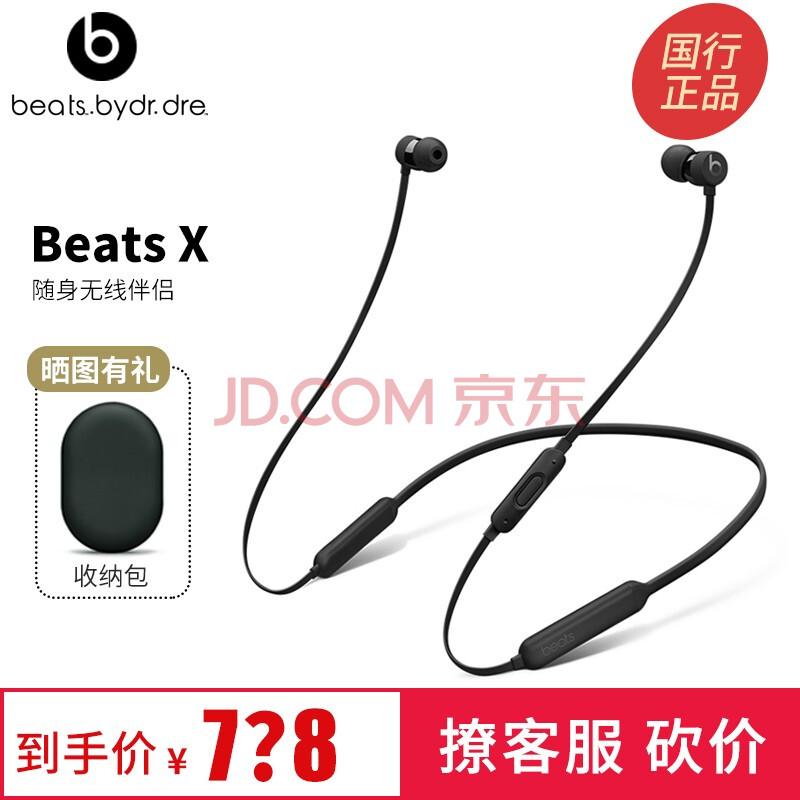 beats.bydr.dre.
国行
正品
Beats X
随身无线伴侣
晒图有礼
收纳包
JD.COM 京东
beats
到手价¥ 7?8
撩客服 砍价